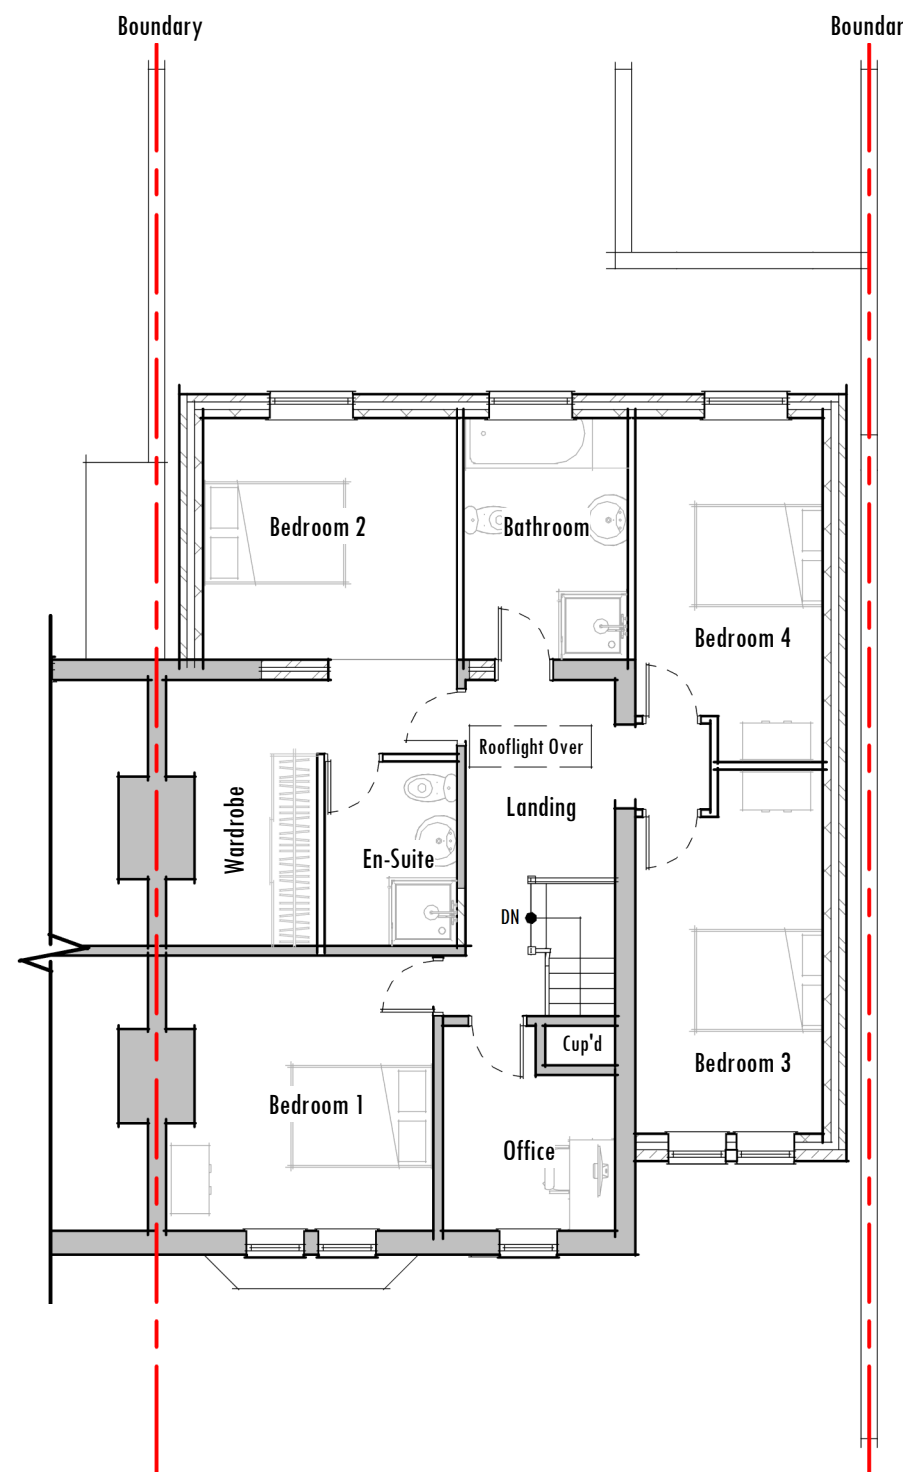 Boundary
Boundar
Bedroom 2
Bathroom
Bedroom 4
Rooflight Over
Landing
Wardrobe
En-Suite
DN
Cup'd
Bedroom 3
Bedroom 1
Office